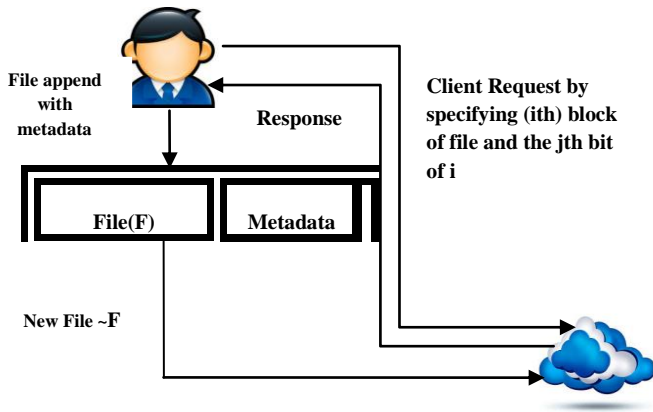 File append
with
metadata
Response
Client Request by
specifying (ith) block
of file and the jth bit
of i
File(F)
Metadata
New File ~F